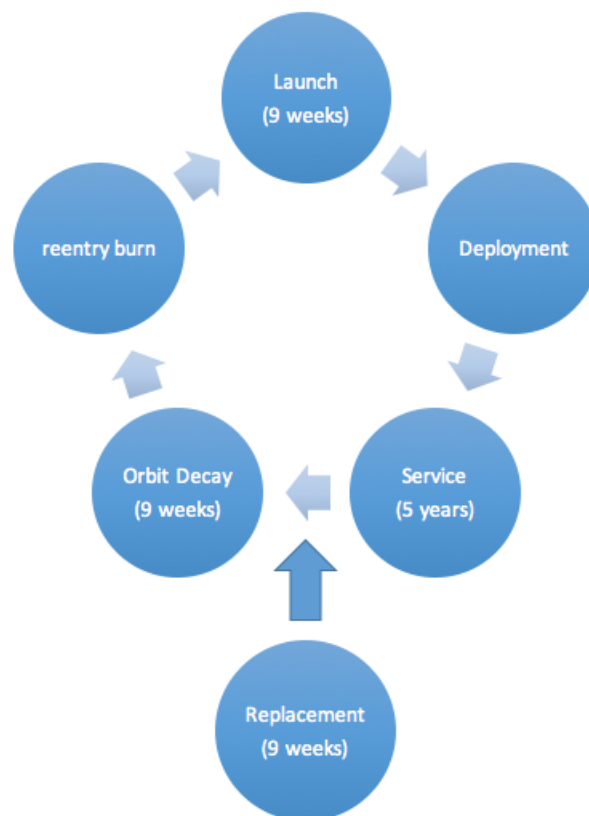 Launch
(9 weeks)
Deployment
Service
(5 years)
Orbit Decay
(9 weeks)
reentry burn
Replacement
(9 weeks)